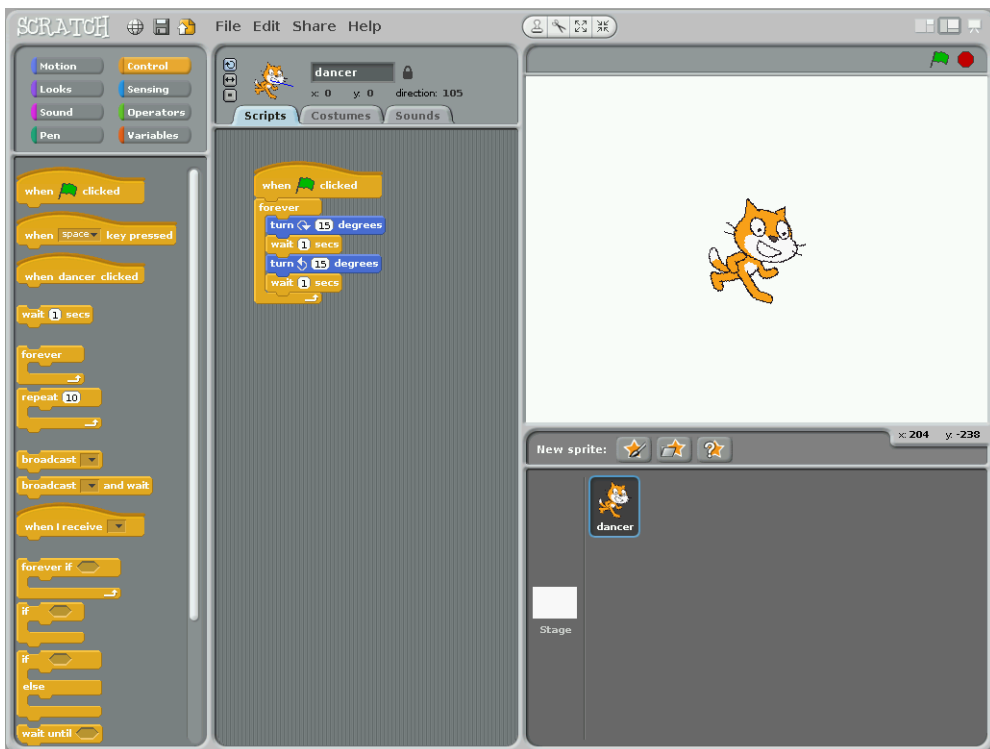 SCRATCH File Edit Share Help
Motion Control
Looks Sensing
Sound Operators
Pen Variables
when clicked
when space key pressed
when dancer clicked
wait 1 secs
forever
repeat 10
broadcast
broadcast and wait
when I receive
forever if
if
if
else
wait until
dancer
x: 0 y: 0 direction: 105
Scripts Costumes Sounds
when clicked
forever
turn 15 degrees
wait 1 secs
turn 15 degrees
wait 1 secs
x: 204 y: -238
New sprite:
dancer
Stage